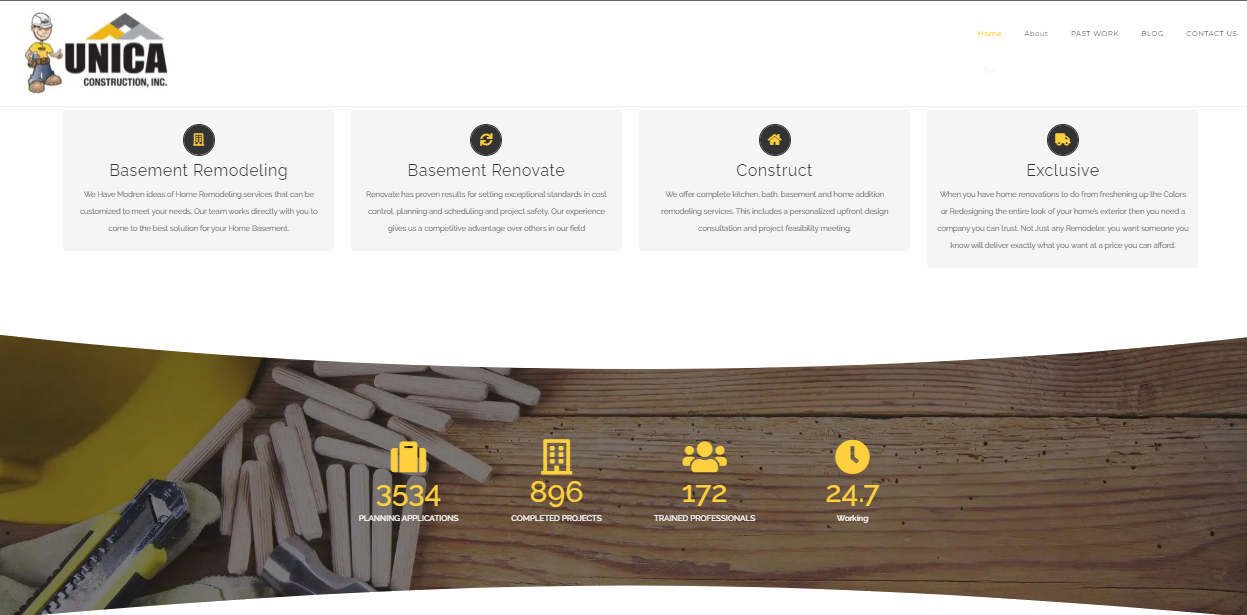 UNICA
CONSTRUCTION, INC.
Home About PAST WORK BLOG CONTACT US
Basement Remodeling
We Have Modren ideas of Home Remodeling services that can be
customized to meet your needs. Our team works directly with you to
come to the best solution for your Home Basement.
Basement Renovate
Renovate has proven results for setting exceptional standards in cost
control, planning and scheduling and project safety. Our experience
gives us a competitive advantage over others in our field
Construct
We offer complete kitchen, bath, basement and home addition
remodeling services. This includes a personalized upfront design
consultation and project feasibility meeting.
Exclusive
When you have home renovations to do from freshening up the Colors
or Redesigning the entire look of your home's exterior then you need a
company you can trust. Not Just any Remodeler. you want someone you
know will deliver exactly what you want at a price you can afford.
3534
PLANNING APPLICATIONS
896
COMPLETED PROJECTS
172
TRAINED PROFESSIONALS
24.7
Working